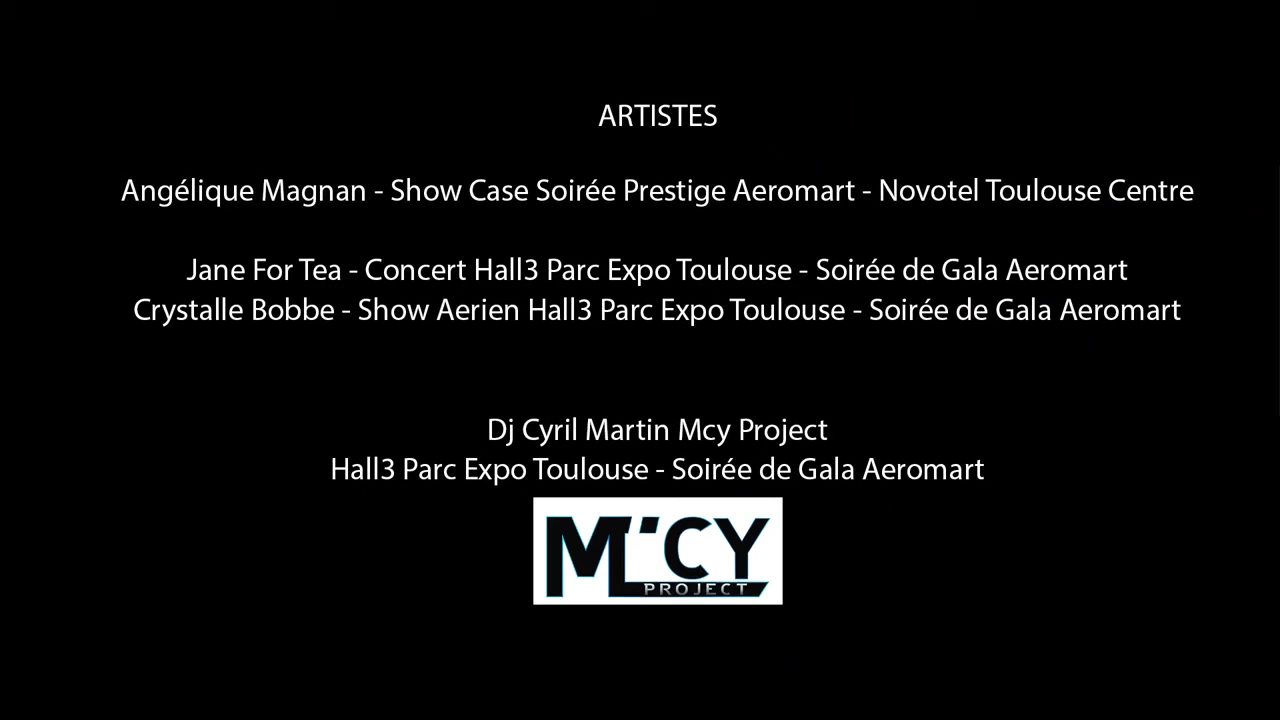 ARTISTES
Angélique Magnan - Show Case Soirée Prestige Aeromart - Novotel Toulouse Centre
Jane For Tea - Concert Hall3 Parc Expo Toulouse - Soirée de Gala Aeromart
Crystalle Bobbe - Show Aerien Hall3 Parc Expo Toulouse - Soirée de Gala Aeromart
Dj Cyril Martin Mcy Project
Hall3 Parc Expo Toulouse - Soirée de Gala Aeromart
M'CY
PROJECT